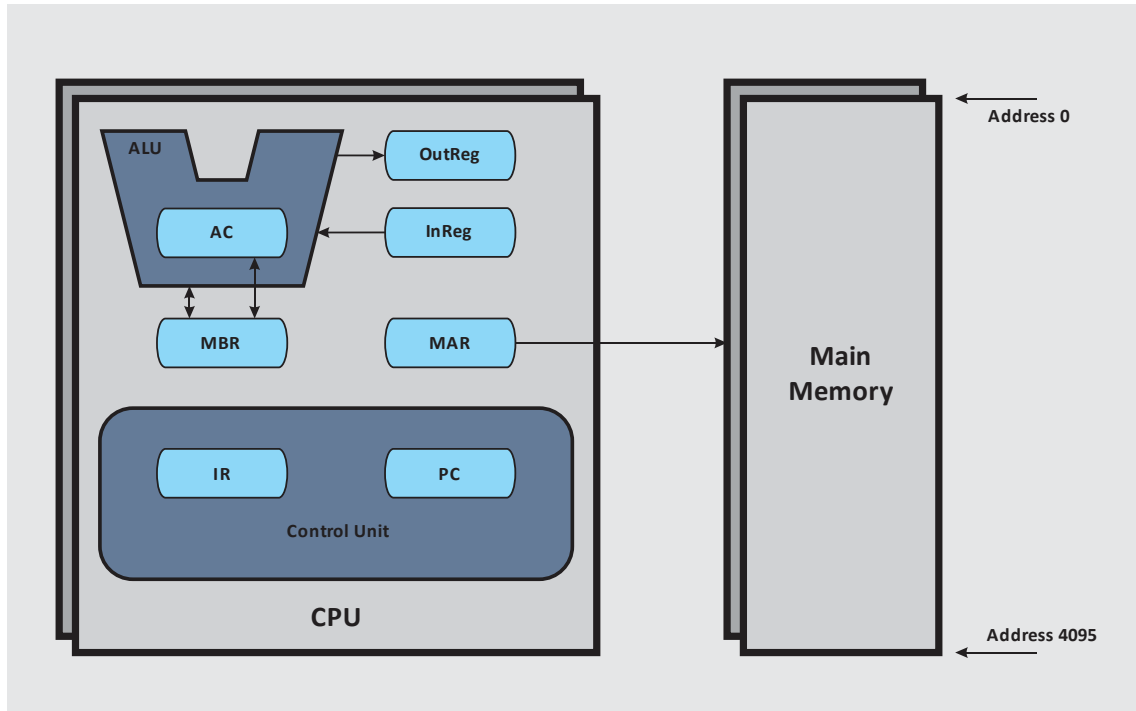 ALU
OutReg
AC
InReg
MBR
MAR
IR
PC
Control Unit
CPU
Main
Memory
Address 0
Address 4095